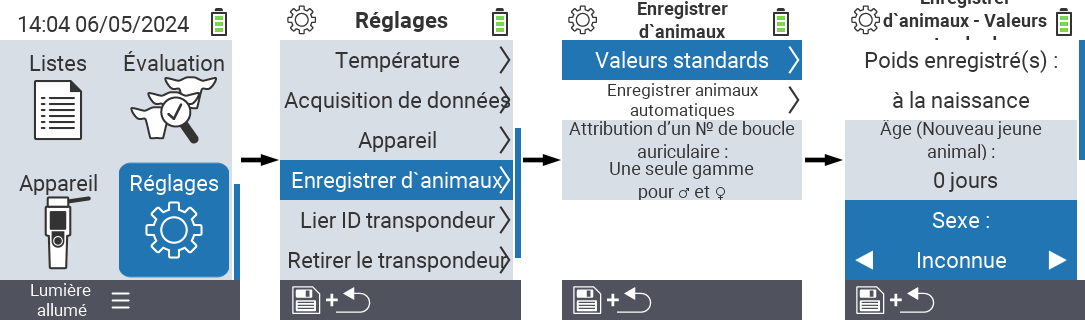 14:04 06/05/2024
Listes
Évaluation
Appareil
Réglages
Lumière
allumé
Réglages
Température
Acquisition de données
Appareil
Enregistrer d`animaux
Lier ID transpondeur
Retirer le transpondeur
Enregistrer
d`animaux
Valeurs standards
Enregistrer animaux
automatiques
Attribution d'un № de boucle
auriculaire :
Une seule gamme
pour ♂ et ♀
Enregistrer
d`animaux - Valeurs
Poids enregistré(s) :
à la naissance
Âge (Nouveau jeune
animal) :
0 jours
Sexe :
Inconnue